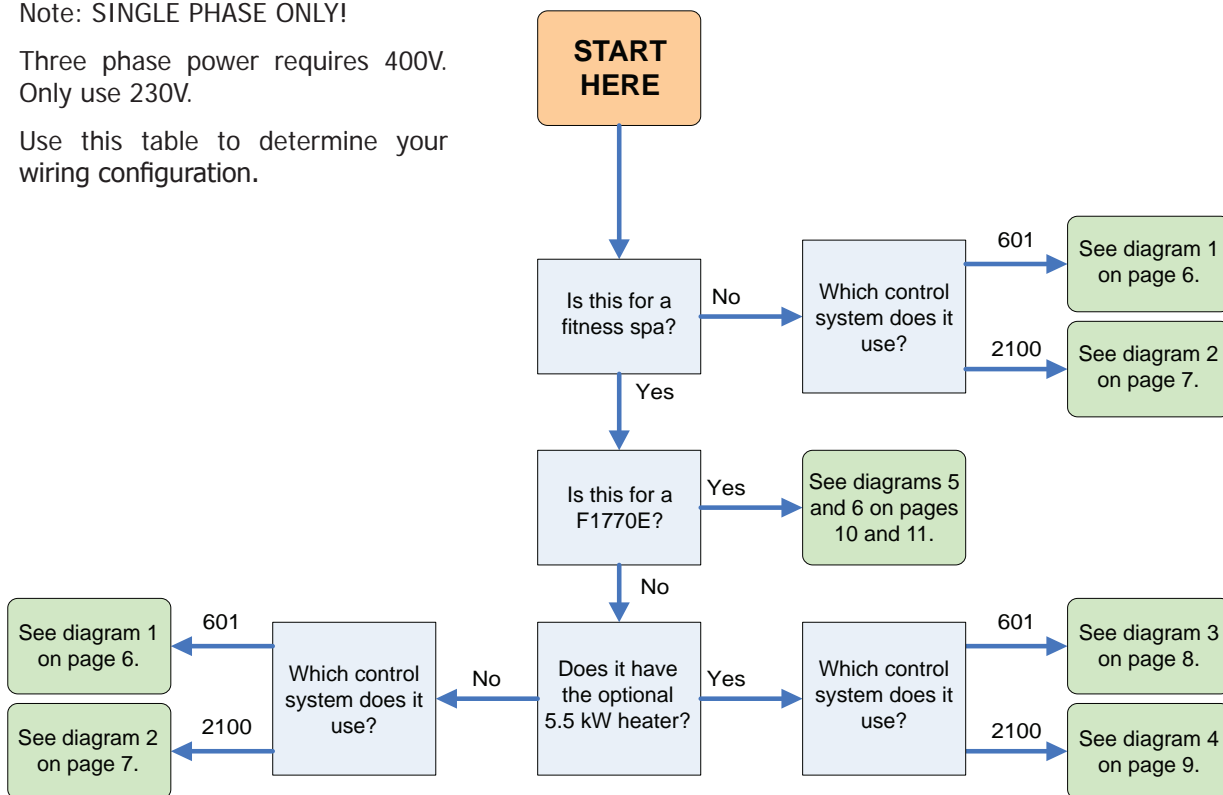 Note: SINGLE PHASE ONLY!
Three phase power requires 400V.
Only use 230V.
Use this table to determine your
wiring configuration.
START
HERE
Is this for a
fitness spa?
No
Which control
system does it
use?
601
See diagram 1
on page 6.
2100
See diagram 2
on page 7.
Yes
Is this for a
F1770E?
Yes
See diagrams 5
and 6 on pages
10 and 11.
No
Does it have
the optional
5.5 kW heater?
No
Which control
system does it
use?
601
See diagram 1
on page 6.
2100
See diagram 2
on page 7.
Yes
Which control
system does it
use?
601
See diagram 3
on page 8.
2100
See diagram 4
on page 9.